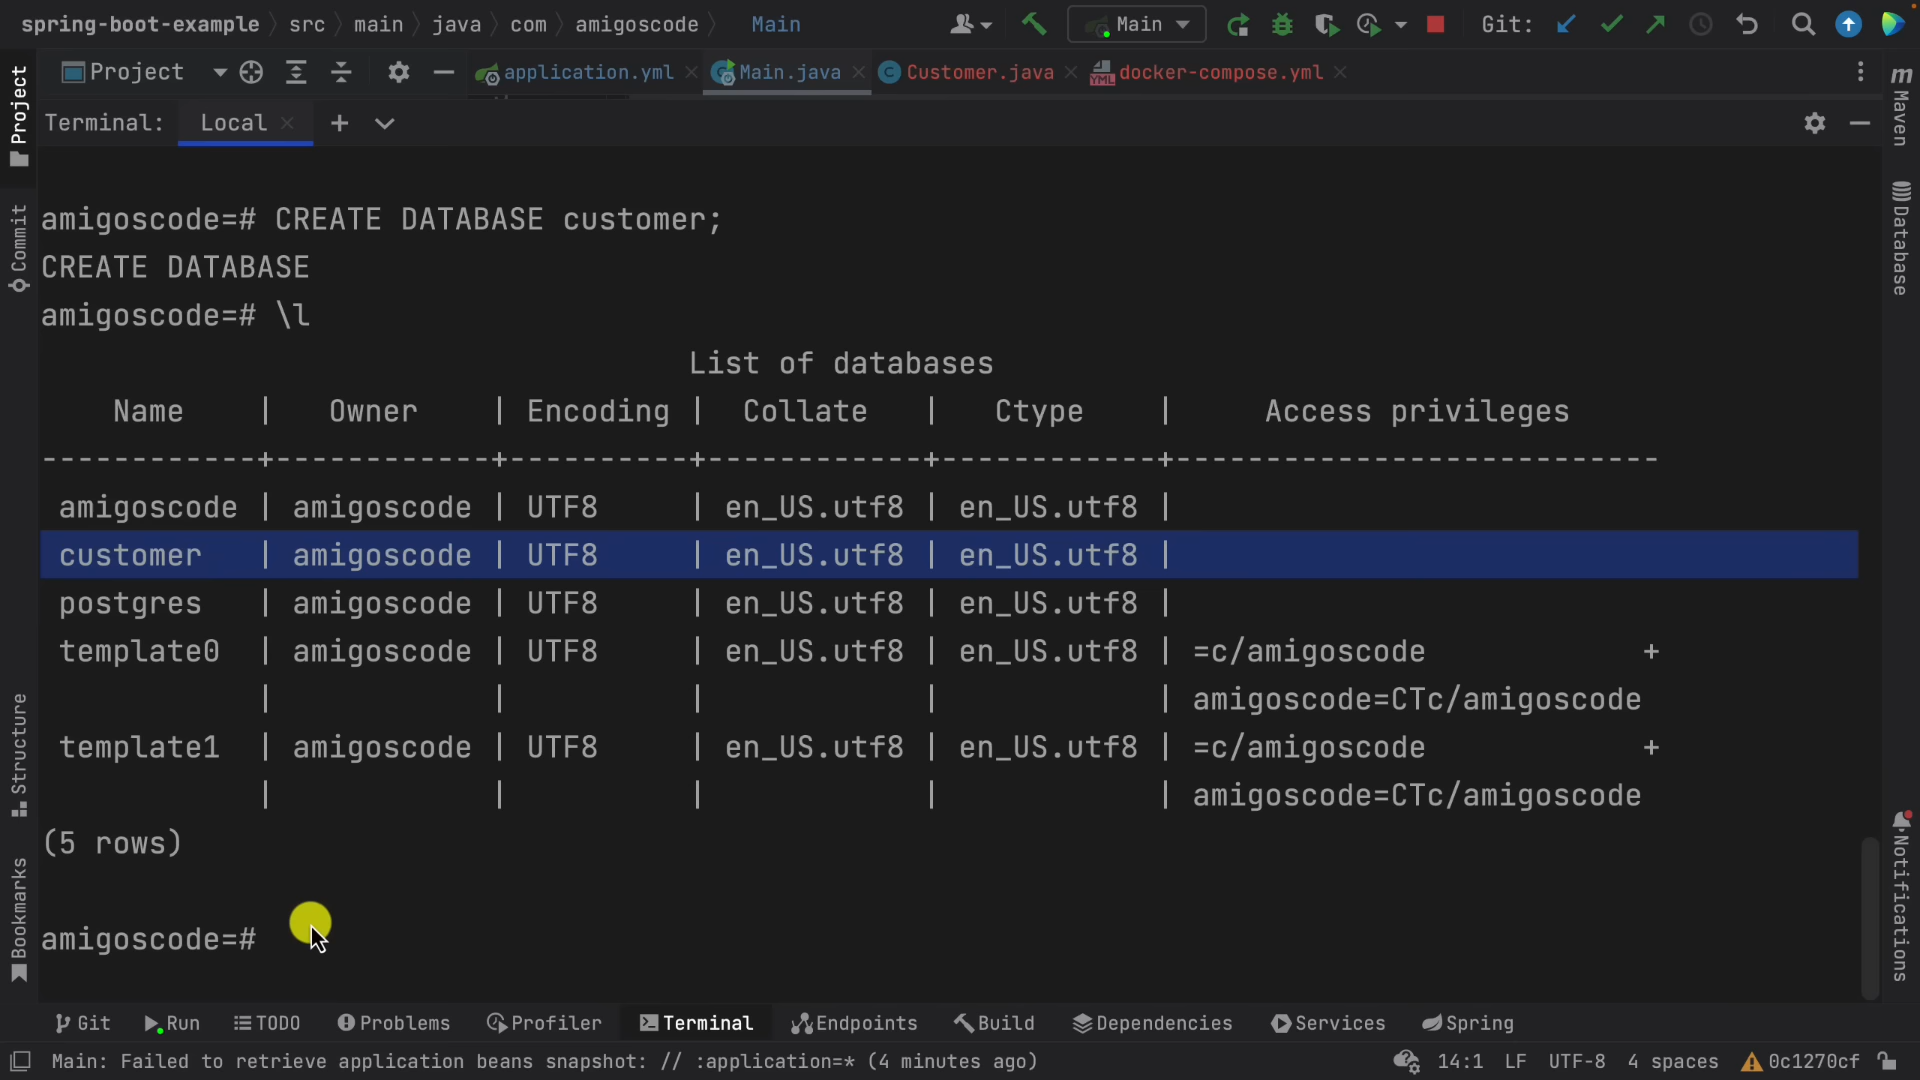 spring-boot-example src main java com amigoscode Main Main Git:
Project application.yml Main.java Customer.java YML docker-compose.yml
Terminal: Local
amigoscode=# CREATE DATABASE customer;
CREATE DATABASE
amigoscode=# \l
List of databases
Name | Owner | Encoding | Collate | Ctype | Access privileges
------------+------------+----------+------------+------------+---------------------------
amigoscode | amigoscode | UTF8 | en_US.utf8 | en_US.utf8 |
customer | amigoscode | UTF8 | en_US.utf8 | en_US.utf8 |
postgres | amigoscode | UTF8 | en_US.utf8 | en_US.utf8 |
template0 | amigoscode | UTF8 | en_US.utf8 | en_US.utf8 | =c/amigoscode +
| | | | | amigoscode=CTc/amigoscode
template1 | amigoscode | UTF8 | en_US.utf8 | en_US.utf8 | =c/amigoscode +
| | | | | amigoscode=CTc/amigoscode
(5 rows)
amigoscode=#
Project
Commit
Structure
Bookmarks
m Maven
Database
Notifications
Git Run TODO Problems Profiler Terminal Endpoints Build Dependencies Services Spring
Main: Failed to retrieve application beans snapshot: // :application=* (4 minutes ago) 14:1 LF UTF-8 4 spaces 0c1270cf